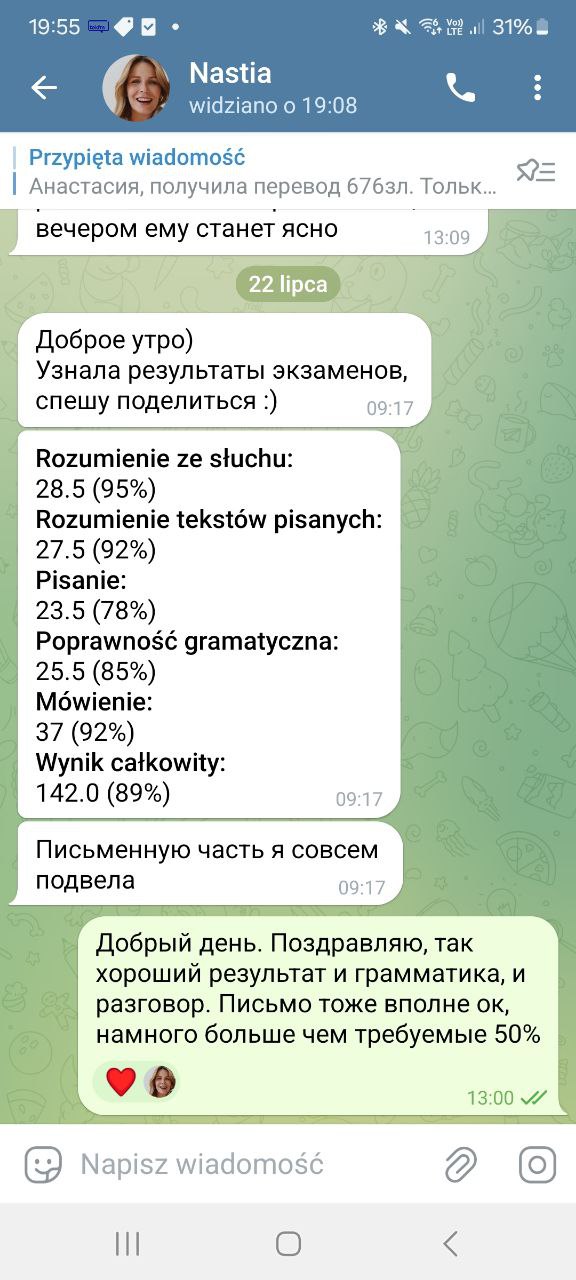 19:55
31%
Nastia
widziano o 19:08
Przypięta wiadomość
Анастасия, получила перевод 676зл. Тольк...
вечером ему станет ясно
13:09
22 lipca
Доброе утро)
Узнала результаты экзаменов,
спешу поделиться :)
09:17
Rozumienie ze słuchu:
28.5 (95%)
Rozumienie tekstów pisanych:
27.5 (92%)
Pisanie:
23.5 (78%)
Poprawność gramatyczna:
25.5 (85%)
Mówienie:
37 (92%)
Wynik całkowity:
142.0 (89%)
09:17
Письменную часть я совсем
подвела
09:17
Добрый день. Поздравляю, так
хороший результат и грамматика, и
разговор. Письмо тоже вполне ок,
намного больше чем требуемые 50%
13:00
Napisz wiadomość